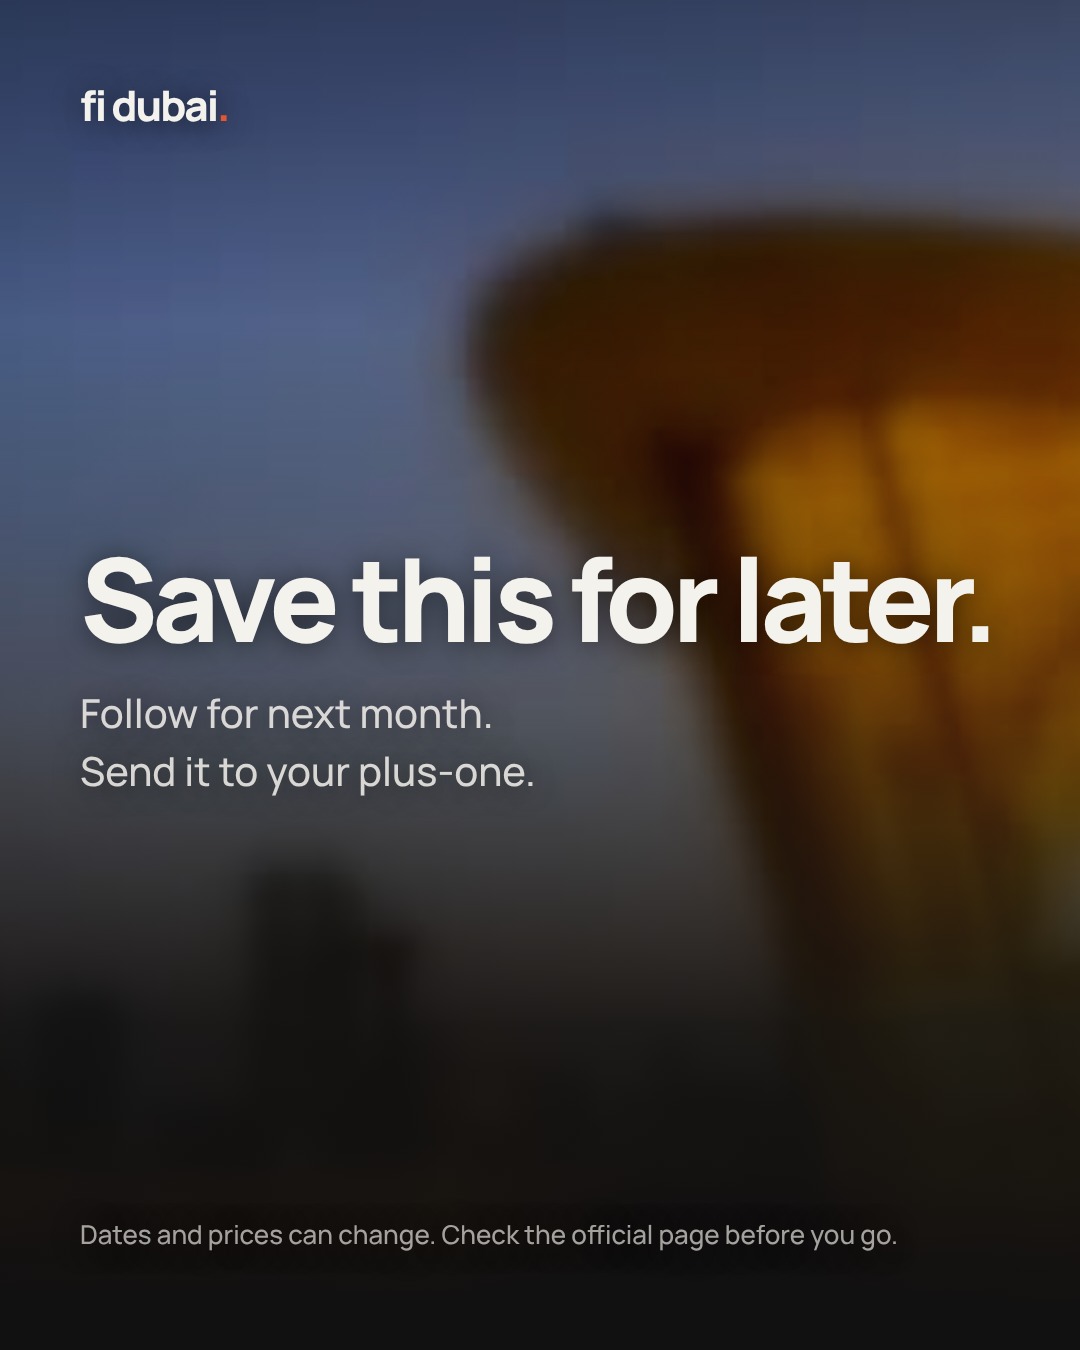 fi dubai.
Save this for later.
Follow for next month.
Send it to your plus-one.
Dates and prices can change. Check the official page before you go.